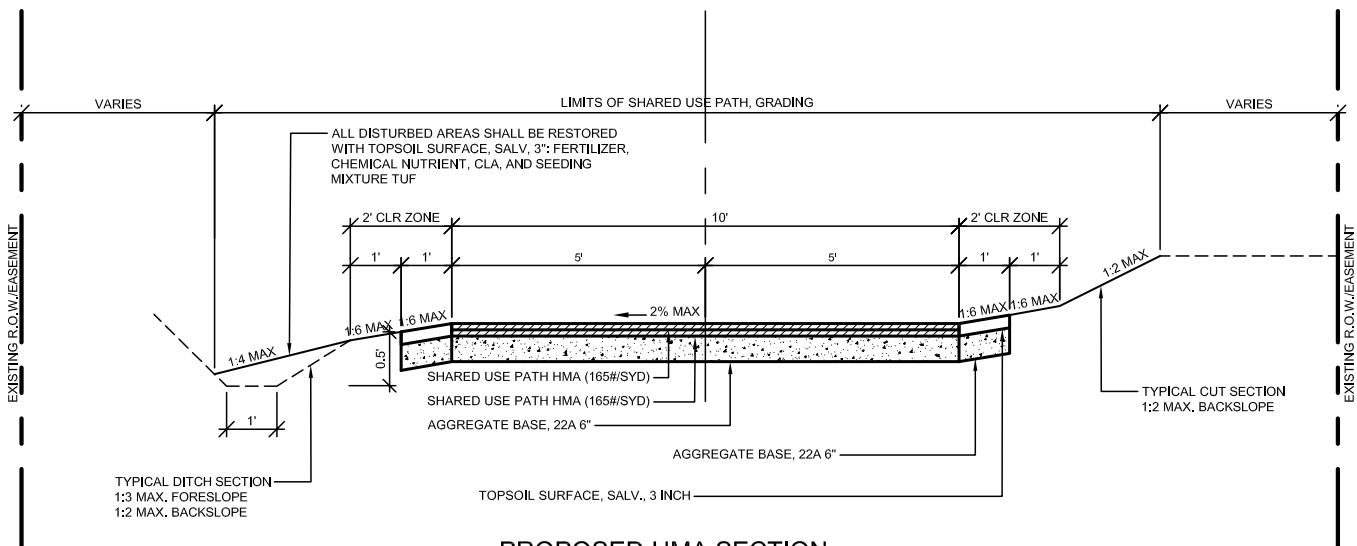 VARIES
LIMITS OF SHARED USE PATH, GRADING
VARIES
ALL DISTURBED AREAS SHALL BE RESTORED
WITH TOPSOIL SURFACE, SALV, 3": FERTILIZER,
CHEMICAL NUTRIENT, CLA, AND SEEDING
MIXTURE TUF
2' CLR ZONE
10'
2' CLR ZONE
1'
1'
5'
5'
1'
1'
EXISTING R.O.W./EASEMENT
EXISTING R.O.W./EASEMENT
1:2 MAX
2% MAX
1:6 MAX
1:6 MAX
1:6 MAX
1:6 MAX
1:4 MAX
0.5'
SHARED USE PATH HMA (165#/SYD)
SHARED USE PATH HMA (165#/SYD)
AGGREGATE BASE, 22A 6"
1'
TYPICAL CUT SECTION
1:2 MAX. BACKSLOPE
AGGREGATE BASE, 22A 6"
TYPICAL DITCH SECTION
1:3 MAX. FORESLOPE
1:2 MAX. BACKSLOPE
TOPSOIL SURFACE, SALV., 3 INCH
PROPOSED HMA SECTION